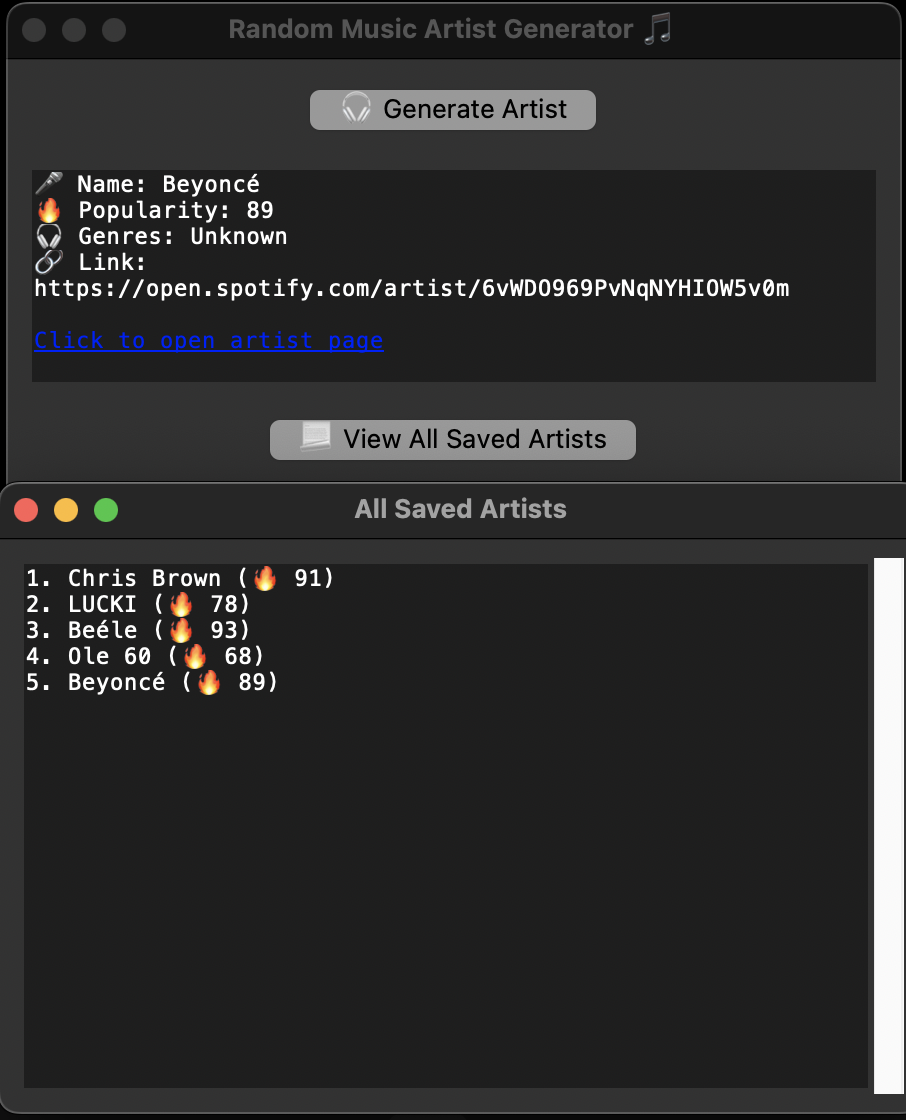 Random Music Artist Generator 🎵
🎧 Generate Artist
🎤 Name: Beyoncé
🔥 Popularity: 89
🎧 Genres: Unknown
🔗 Link:
https://open.spotify.com/artist/6vWDO969PvNqNYHIOW5v0m
Click to open artist page
View All Saved Artists
All Saved Artists
1. Chris Brown (🔥 91)
2. LUCKI (🔥 78)
3. Beéle (🔥 93)
4. Ole 60 (🔥 68)
5. Beyoncé (🔥 89)